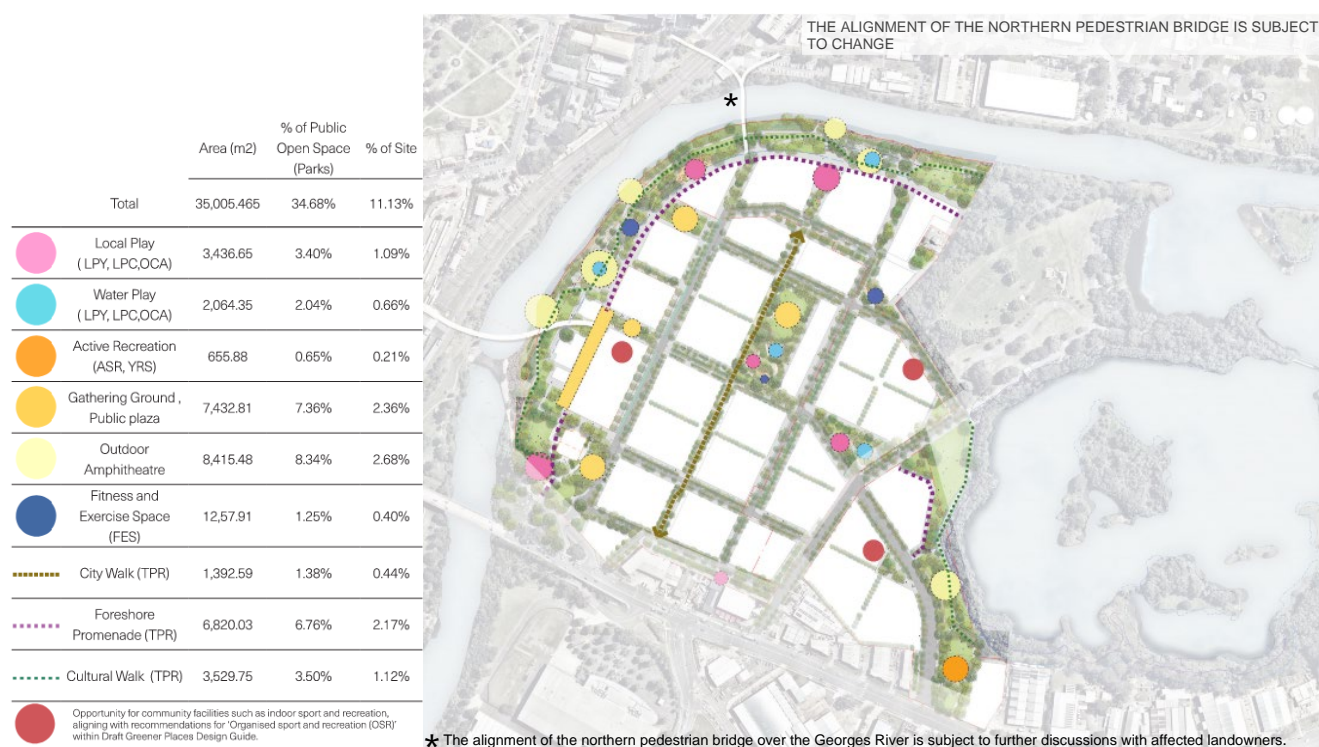 THE ALIGNMENT OF THE NORTHERN PEDESTRIAN BRIDGE IS SUBJECT
TO CHANGE
*
Area (m2)
% of Public
Open Space
(Parks)
% of Site
Total 35,005.465 34.68% 11.13%
Local Play
( LPY, LPC,OCA)
3,436.65 3.40% 1.09%
Water Play
( LPY, LPC,OCA)
2,064.35 2.04% 0.66%
Active Recreation
(ASR, YRS)
655.88 0.65% 0.21%
Gathering Ground ,
Public plaza
7,432.81 7.36% 2.36%
Outdoor
Amphitheatre
8,415.48 8.34% 2.68%
Fitness and
Exercise Space
(FES)
12,57.91 1.25% 0.40%
City Walk (TPR) 1,392.59 1.38% 0.44%
Foreshore
Promenade (TPR)
6,820.03 6.76% 2.17%
Cultural Walk (TPR) 3,529.75 3.50% 1.12%
Opportunity for community facilities such as indoor sport and recreation,
aligning with recommendations for 'Organised sport and recreation (OSR)'
within Draft Greener Places Design Guide.
* The alignment of the northern pedestrian bridge over the Georges River is subject to further discussions with affected landowners.